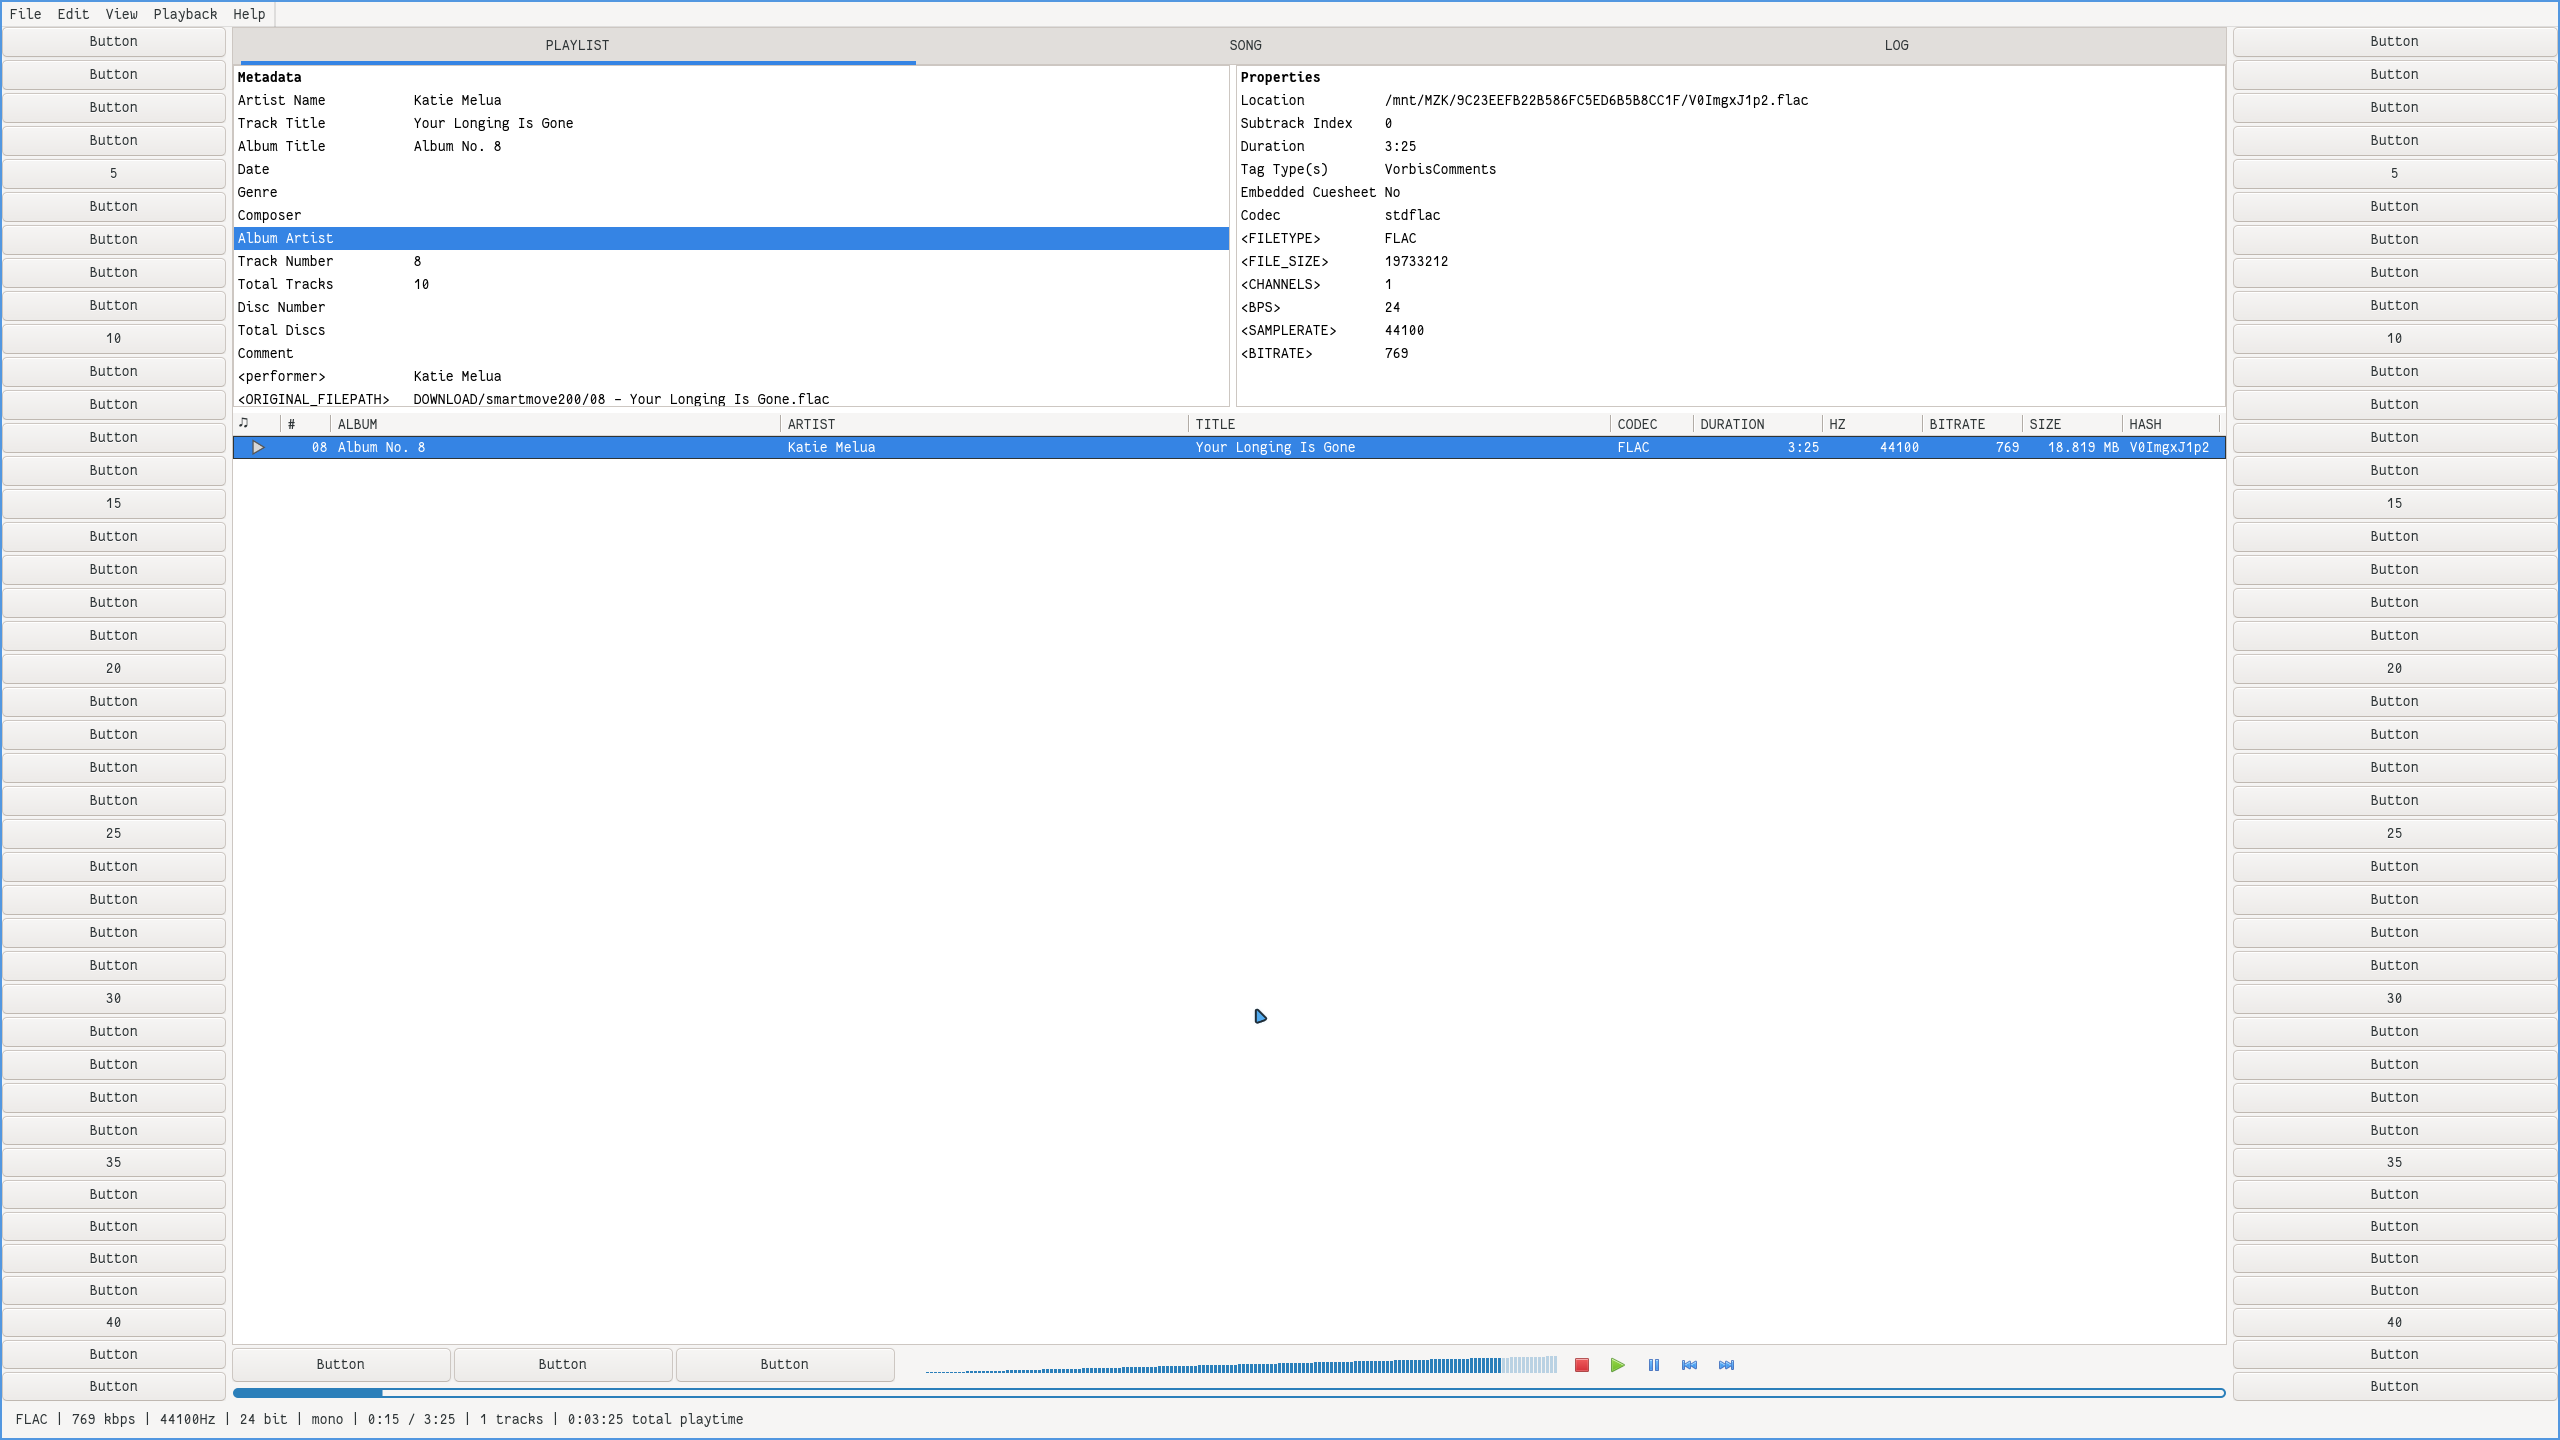 File Edit View Playback Help
PLAYLIST SONG LOG
Button
Button
Button
Button
5
Button
Button
Button
Button
10
Button
Button
Button
Button
15
Button
Button
Button
Button
20
Button
Button
Button
Button
25
Button
Button
Button
Button
30
Button
Button
Button
Button
35
Button
Button
Button
Button
40
Button
Button
Metadata
Artist Name Katie Melua
Track Title Your Longing Is Gone
Album Title Album No. 8
Date
Genre
Composer
Album Artist
Track Number 8
Total Tracks 10
Disc Number
Total Discs
Comment
<performer> Katie Melua
<ORIGINAL_FILEPATH> DOWNLOAD/smartmove200/08 – Your Longing Is Gone.flac
Properties
Location /mnt/MZK/9C23EEFB22B586FC5ED6B5B8CC1F/V0ImgxJ1p2.flac
Subtrack Index 0
Duration 3:25
Tag Type(s) VorbisComments
Embedded Cuesheet No
Codec stdflac
<FILETYPE> FLAC
<FILE_SIZE> 19733212
<CHANNELS> 1
<BPS> 24
<SAMPLERATE> 44100
<BITRATE> 769
♫ # ALBUM ARTIST TITLE CODEC DURATION HZ BITRATE SIZE HASH
08 Album No. 8 Katie Melua Your Longing Is Gone FLAC 3:25 44100 769 18.819 MB V0ImgxJ1p2
Button Button Button
Button
Button
Button
Button
5
Button
Button
Button
Button
10
Button
Button
Button
Button
15
Button
Button
Button
Button
20
Button
Button
Button
Button
25
Button
Button
Button
Button
30
Button
Button
Button
Button
35
Button
Button
Button
Button
40
Button
Button
FLAC | 769 kbps | 44100Hz | 24 bit | mono | 0:15 / 3:25 | 1 tracks | 0:03:25 total playtime